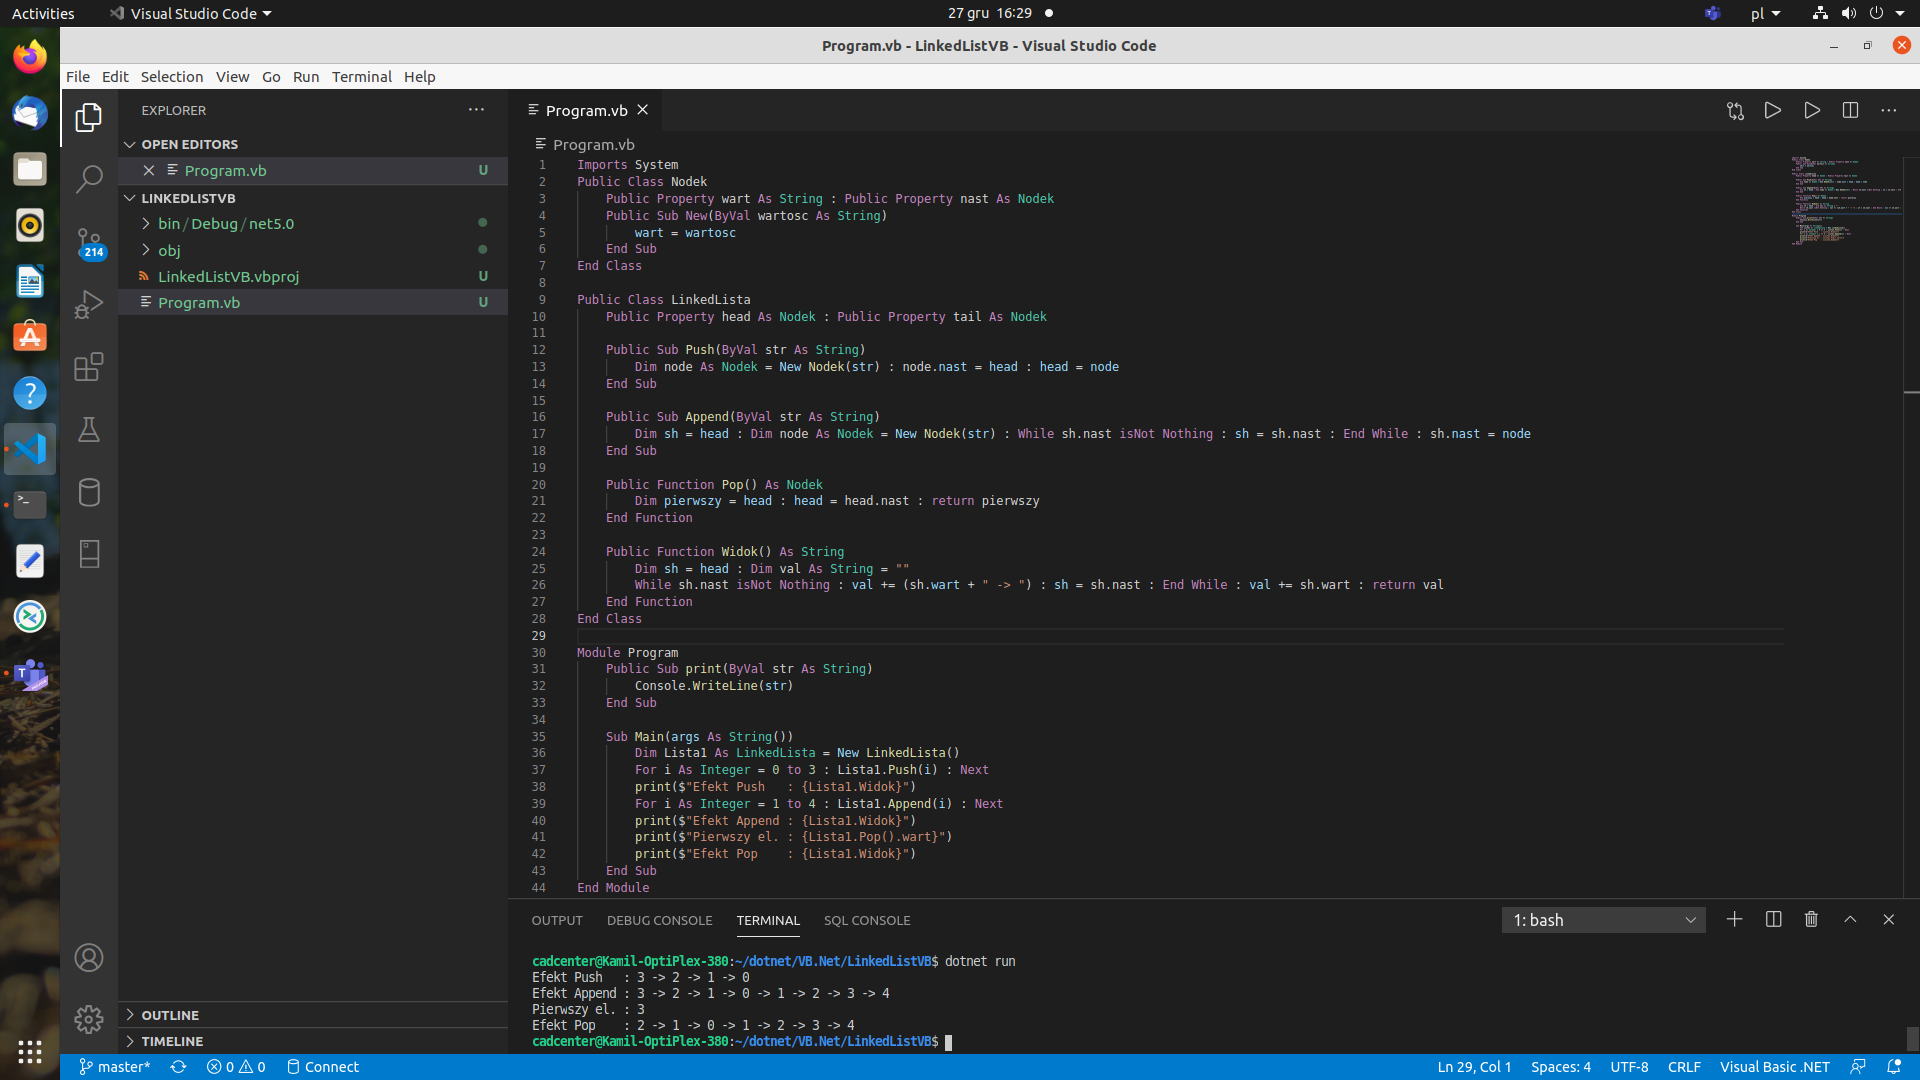 Activities
Visual Studio Code
27 gru 16:29
pl
Program.vb - LinkedListVB - Visual Studio Code
File Edit Selection View Go Run Terminal Help
EXPLORER
OPEN EDITORS
Program.vb U
LINKEDLISTVB
bin/Debug/net5.0
obj
LinkedListVB.vbproj U
Program.vb U
214
OUTLINE
TIMELINE
Program.vb
Program.vb
1 Imports System
2 Public Class Nodek
3     Public Property wart As String : Public Property nast As Nodek
4     Public Sub New(ByVal wartosc As String)
5         wart = wartosc
6     End Sub
7 End Class
8
9 Public Class LinkedLista
10     Public Property head As Nodek : Public Property tail As Nodek
11
12     Public Sub Push(ByVal str As String)
13         Dim node As Nodek = New Nodek(str) : node.nast = head : head = node
14     End Sub
15
16     Public Sub Append(ByVal str As String)
17         Dim sh = head : Dim node As Nodek = New Nodek(str) : While sh.nast isNot Nothing : sh = sh.nast : End While : sh.nast = node
18     End Sub
19
20     Public Function Pop() As Nodek
21         Dim pierwszy = head : head = head.nast : return pierwszy
22     End Function
23
24     Public Function Widok() As String
25         Dim sh = head : Dim val As String = ""
26         While sh.nast isNot Nothing : val += (sh.wart + " -> ") : sh = sh.nast : End While : val += sh.wart : return val
27     End Function
28 End Class
29
30 Module Program
31     Public Sub print(ByVal str As String)
32         Console.WriteLine(str)
33     End Sub
34
35     Sub Main(args As String())
36         Dim Lista1 As LinkedLista = New LinkedLista()
37         For i As Integer = 0 to 3 : Lista1.Push(i) : Next
38         print($"Efekt Push   : {Lista1.Widok}")
39         For i As Integer = 1 to 4 : Lista1.Append(i) : Next
40         print($"Efekt Append : {Lista1.Widok}")
41         print($"Pierwszy el. : {Lista1.Pop().wart}")
42         print($"Efekt Pop    : {Lista1.Widok}")
43     End Sub
44 End Module
OUTPUT DEBUG CONSOLE TERMINAL SQL CONSOLE
1: bash
cadcenter@Kamil-OptiPlex-380:~/dotnet/VB.Net/LinkedListVB$ dotnet run
Efekt Push   : 3 -> 2 -> 1 -> 0
Efekt Append : 3 -> 2 -> 1 -> 0 -> 1 -> 2 -> 3 -> 4
Pierwszy el. : 3
Efekt Pop    : 2 -> 1 -> 0 -> 1 -> 2 -> 3 -> 4
cadcenter@Kamil-OptiPlex-380:~/dotnet/VB.Net/LinkedListVB$
master* 0 0 Connect
Ln 29, Col 1 Spaces: 4 UTF-8 CRLF Visual Basic .NET